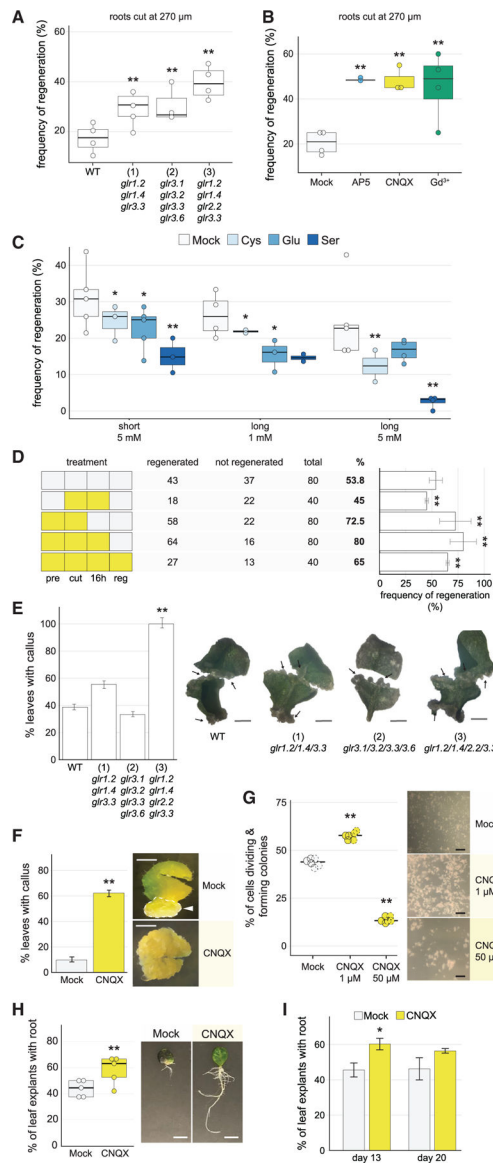 A
roots cut at 270 µm
frequency of regeneration (%)
60
40
20
WT
(1)
glr1.2
glr1.4
glr3.3
(2)
glr3.1
glr3.2
glr3.3
glr3.6
(3)
glr1.2
glr1.4
glr2.2
glr3.3
**
**
**
B
roots cut at 270 µm
frequency of regeneraiton (%)
60
40
20
0
Mock
AP5
CNQX
Gd³⁺
**
**
**
C
Mock
Cys
Glu
Ser
frequency of regeneration (%)
40
30
20
10
0
* * **
* *
** **
short
5 mM
long
1 mM
long
5 mM
D
treatment regenerated not regenerated total %
43 37 80 53.8
18 22 40 45 **
58 22 80 72.5 **
64 16 80 80 **
27 13 40 65 **
pre cut 16h reg
0 25 50 75 100
frequency of regeneration
(%)
E
% leaves with callus
100
80
60
40
20
0
**
WT
(1)
glr1.2
glr1.4
glr3.3
(2)
glr3.1
glr3.2
glr3.3
glr3.6
(3)
glr1.2
glr1.4
glr2.2
glr3.3
WT
(1)
glr1.2/1.4/3.3
(2)
glr3.1/3.2/3.3/3.6
(3)
glr1.2/1.4/2.2/3.3
F
% leaves with callus
80
60
40
20
0
**
Mock CNQX
Mock
CNQX
G
% of cells dividing &
forming colonies
75
50
25
0
**
**
Mock
CNQX
1 µM
CNQX
50 µM
Moc
CNQ
1 µM
CNQ
50 µM
H
% of leaf explants with root
80
60
40
20
0
**
Mock CNQX
Mock CNQX
I
Mock CNQX
% of leaf explants with root
60
40
20
0
*
day 13 day 20